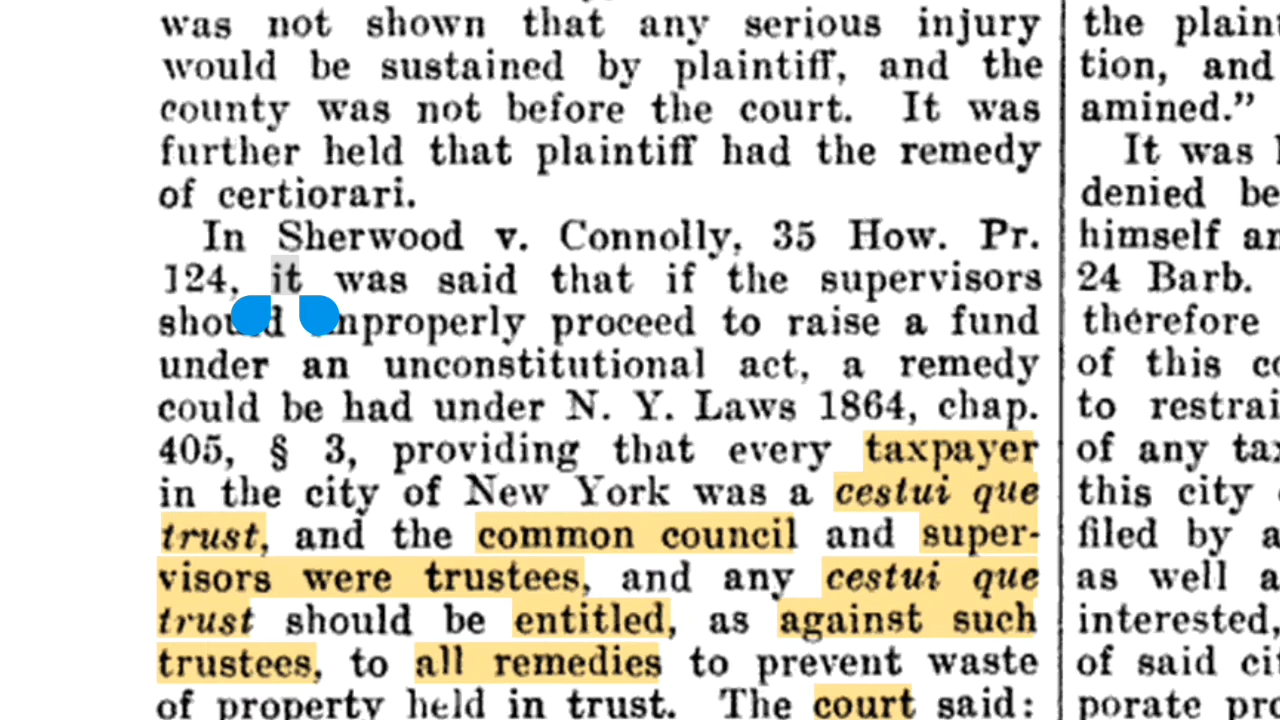 was not shown that any serious injury
would be sustained by plaintiff, and the
county was not before the court. It was
further held that plaintiff had the remedy
of certiorari.
In Sherwood v. Connolly, 35 How. Pr.
124, it was said that if the supervisors
should improperly proceed to raise a fund
under an unconstitutional act, a remedy
could be had under N. Y. Laws 1864, chap.
405, § 3, providing that every taxpayer
in the city of New York was a cestui que
trust, and the common council and super-
visors were trustees, and any cestui que
trust should be entitled, as against such
trustees, to all remedies to prevent waste
of property held in trust. The court said:
the plain
tion, and
amined."
It was
denied be
himself an
24 Barb.
therefore
of this co
to restrai
of any tax
this city
filed by a
as well a
interested,
of said cit
porate pro